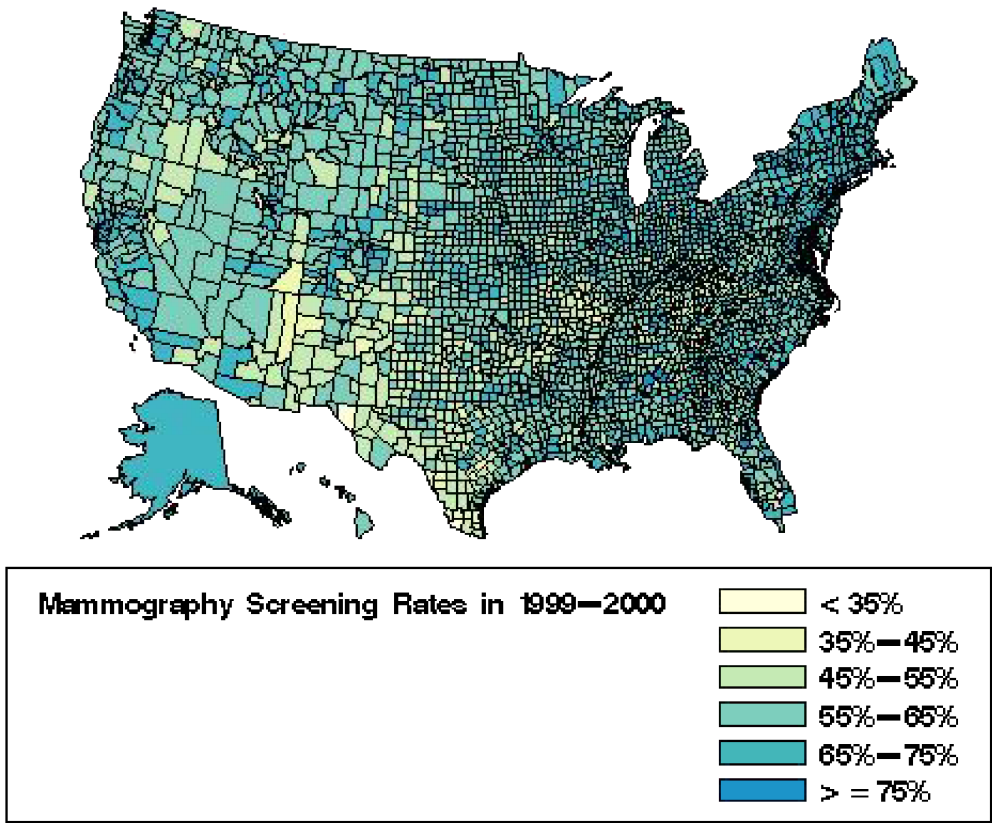 Mammography Screening Rates in 1999—2000
< 35%
35%—45%
45%—55%
55%—65%
65%—75%
> = 75%